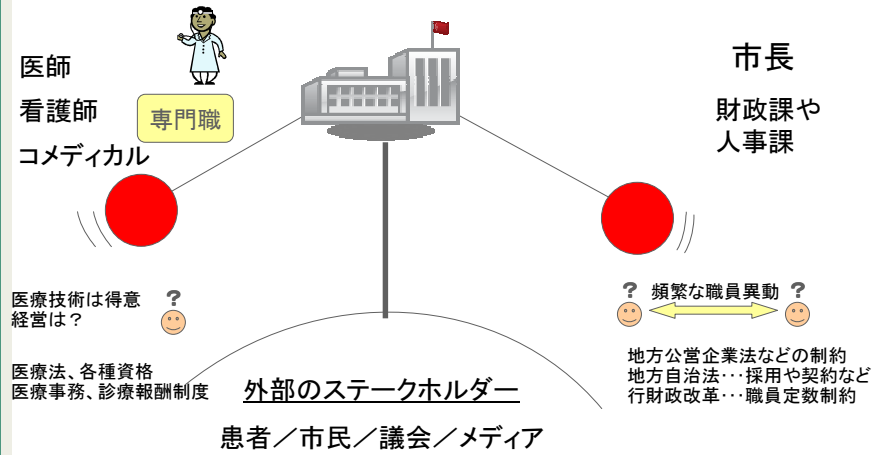 医師
看護師
コメディカル
専門職
市長
財政課や
人事課
医療技術は得意
経営は？
?
医療法、各種資格
医療事務、診療報酬制度
? 頻繁な職員異動 ?
地方公営企業法などの制約
地方自治法･･･採用や契約など
行財政改革･･･職員定数制約
外部のステークホルダー
患者／市民／議会／メディア